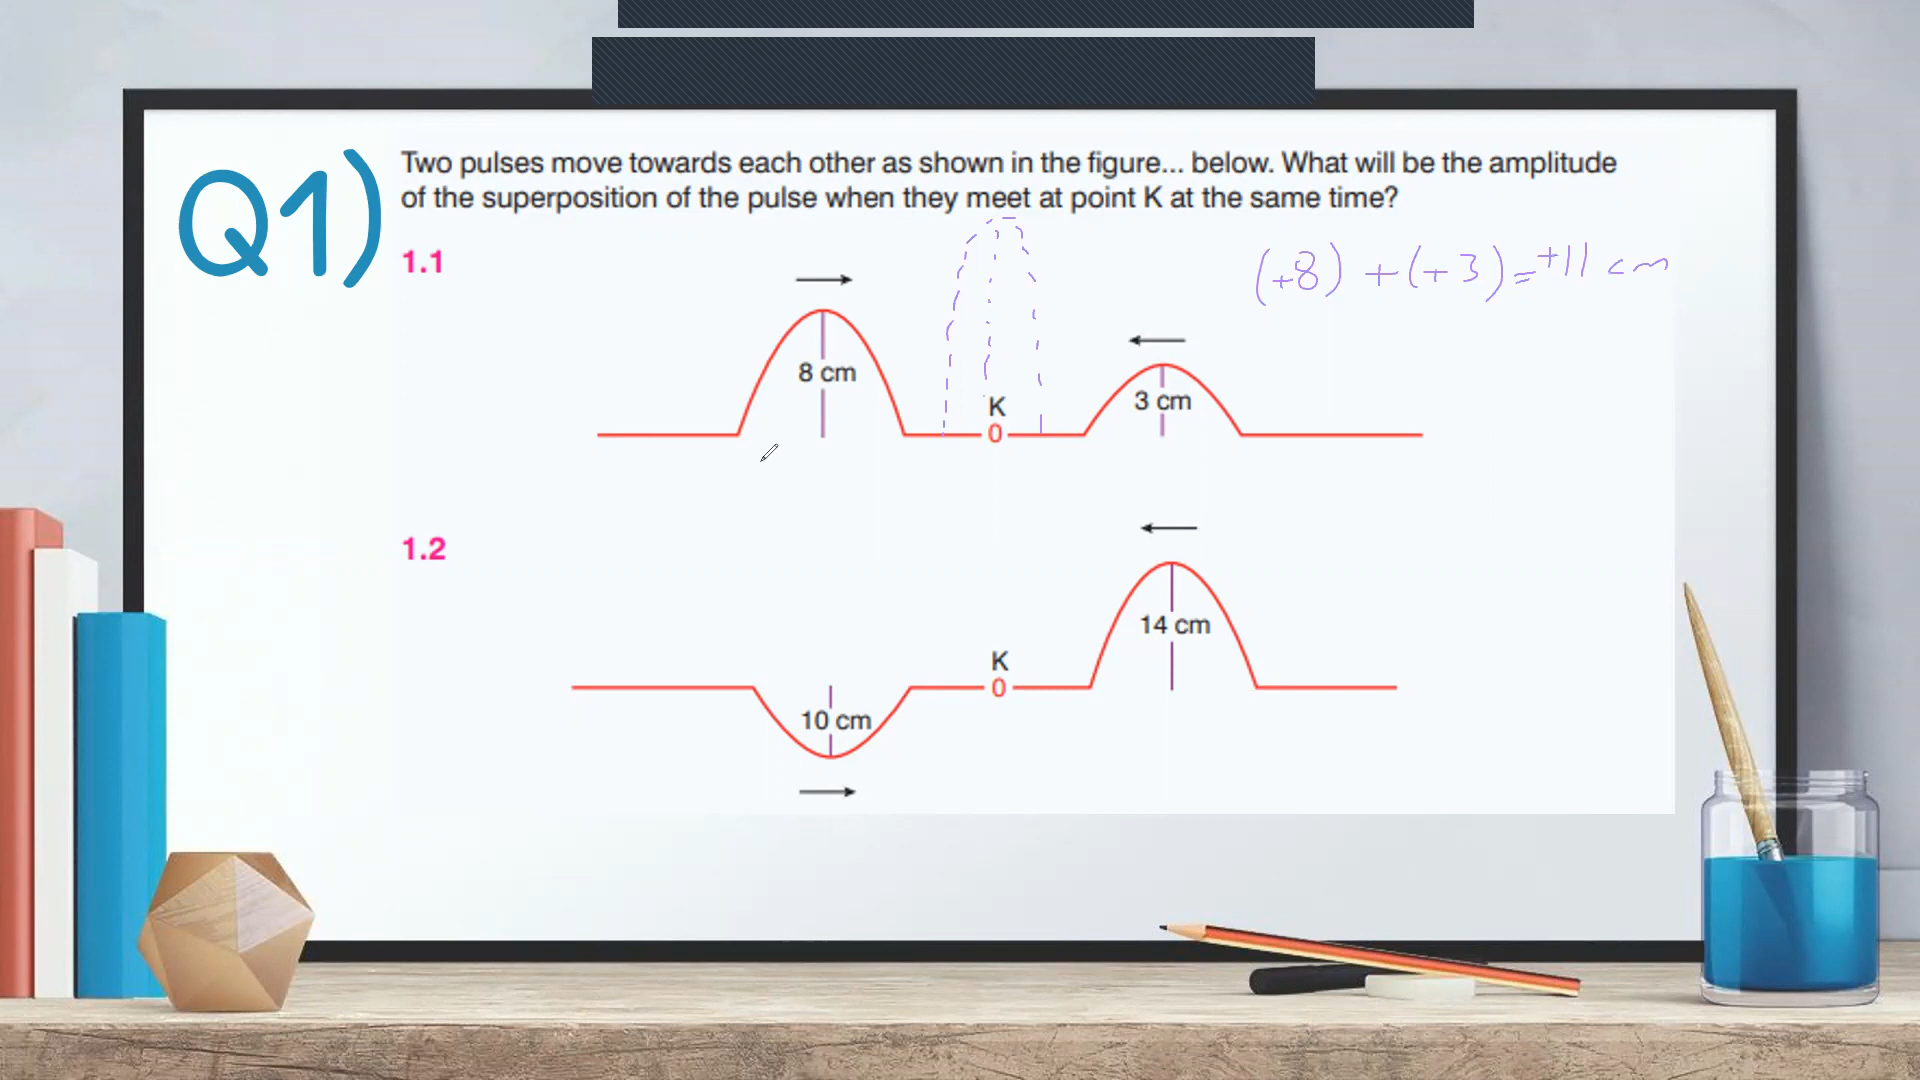 Q1)
Two pulses move towards each other as shown in the figure... below. What will be the amplitude
of the superposition of the pulse when they meet at point K at the same time?
1.1
(+8) + (+3) = +11 cm
8 cm
K
0
3 cm
1.2
14 cm
K
0
10 cm